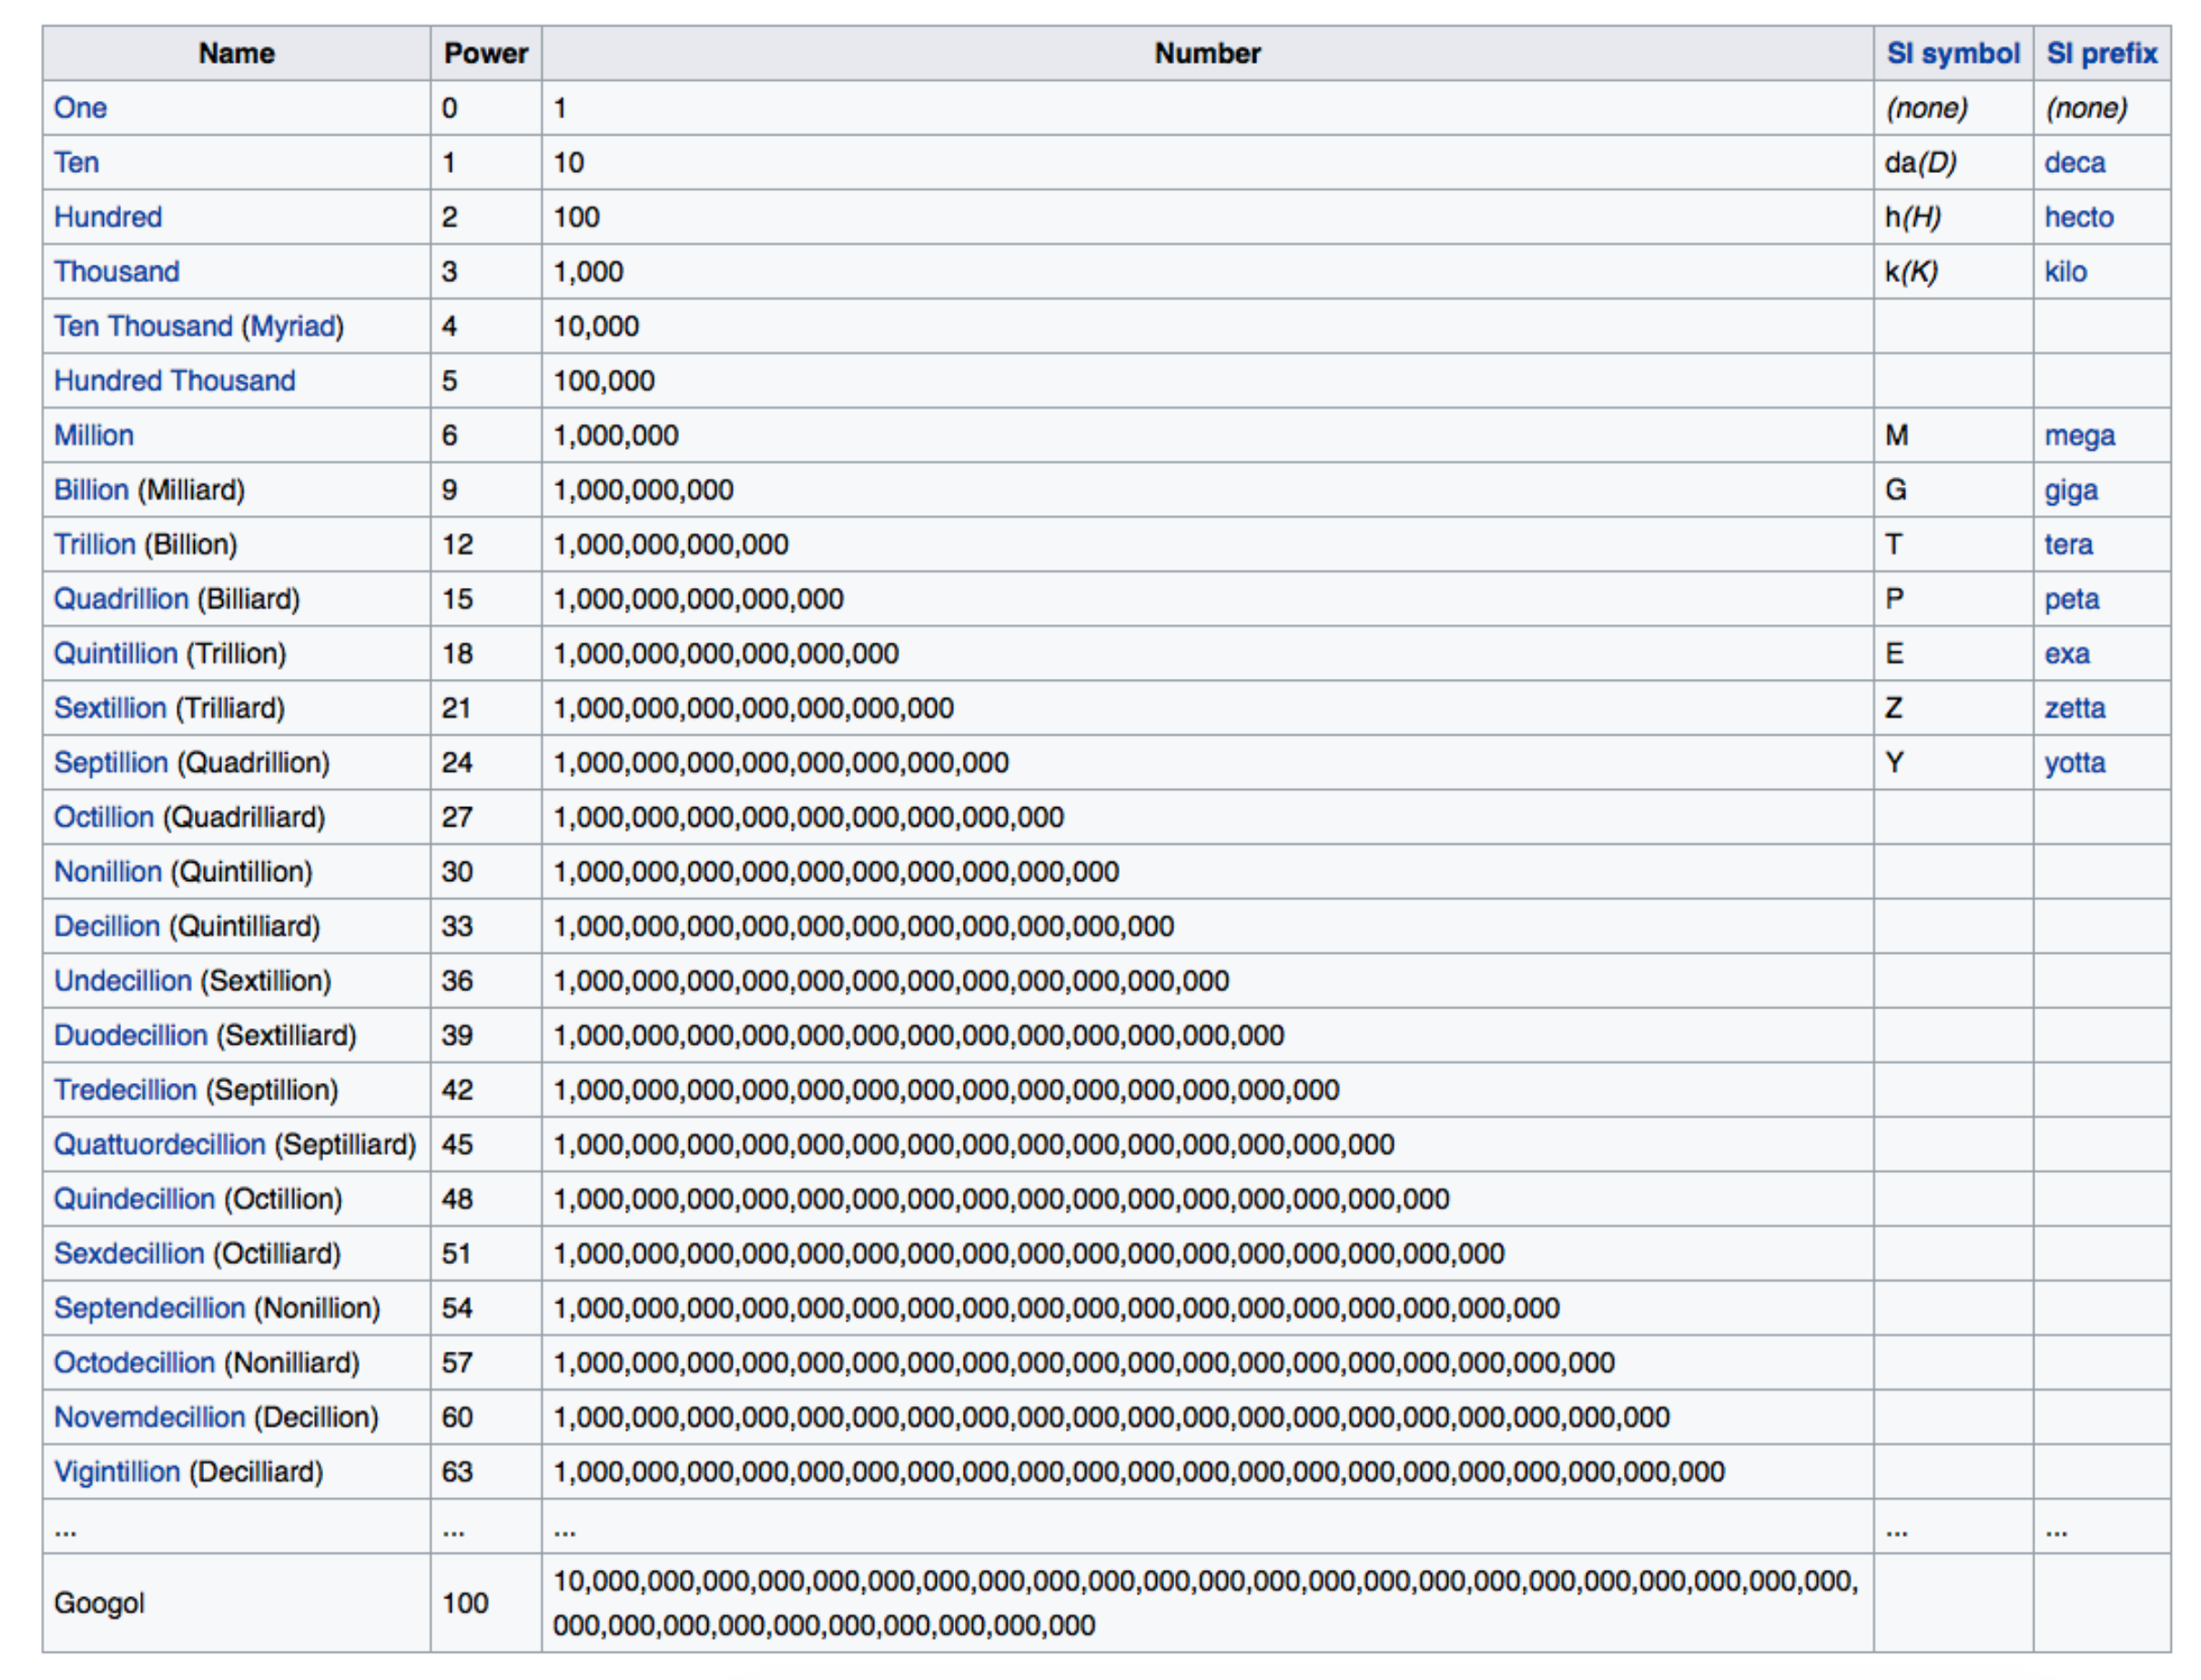 Name Power Number SI symbol SI prefix
One 0 1 (none) (none)
Ten 1 10 da(D) deca
Hundred 2 100 h(H) hecto
Thousand 3 1,000 k(K) kilo
Ten Thousand (Myriad) 4 10,000
Hundred Thousand 5 100,000
Million 6 1,000,000 M mega
Billion (Milliard) 9 1,000,000,000 G giga
Trillion (Billion) 12 1,000,000,000,000 T tera
Quadrillion (Billiard) 15 1,000,000,000,000,000 P peta
Quintillion (Trillion) 18 1,000,000,000,000,000,000 E exa
Sextillion (Trilliard) 21 1,000,000,000,000,000,000,000 Z zetta
Septillion (Quadrillion) 24 1,000,000,000,000,000,000,000,000 Y yotta
Octillion (Quadrilliard) 27 1,000,000,000,000,000,000,000,000,000
Nonillion (Quintillion) 30 1,000,000,000,000,000,000,000,000,000,000
Decillion (Quintilliard) 33 1,000,000,000,000,000,000,000,000,000,000,000
Undecillion (Sextillion) 36 1,000,000,000,000,000,000,000,000,000,000,000,000
Duodecillion (Sextilliard) 39 1,000,000,000,000,000,000,000,000,000,000,000,000,000
Tredecillion (Septillion) 42 1,000,000,000,000,000,000,000,000,000,000,000,000,000,000
Quattuordecillion (Septilliard) 45 1,000,000,000,000,000,000,000,000,000,000,000,000,000,000,000
Quindecillion (Octillion) 48 1,000,000,000,000,000,000,000,000,000,000,000,000,000,000,000,000
Sexdecillion (Octilliard) 51 1,000,000,000,000,000,000,000,000,000,000,000,000,000,000,000,000,000
Septendecillion (Nonillion) 54 1,000,000,000,000,000,000,000,000,000,000,000,000,000,000,000,000,000,000
Octodecillion (Nonilliard) 57 1,000,000,000,000,000,000,000,000,000,000,000,000,000,000,000,000,000,000,000
Novemdecillion (Decillion) 60 1,000,000,000,000,000,000,000,000,000,000,000,000,000,000,000,000,000,000,000,000
Vigintillion (Decilliard) 63 1,000,000,000,000,000,000,000,000,000,000,000,000,000,000,000,000,000,000,000,000,000
... ... ... ... ...
Googol 100 10,000,000,000,000,000,000,000,000,000,000,000,000,000,000,000,000,000,000,000,000,000,000,000,
000,000,000,000,000,000,000,000,000,000